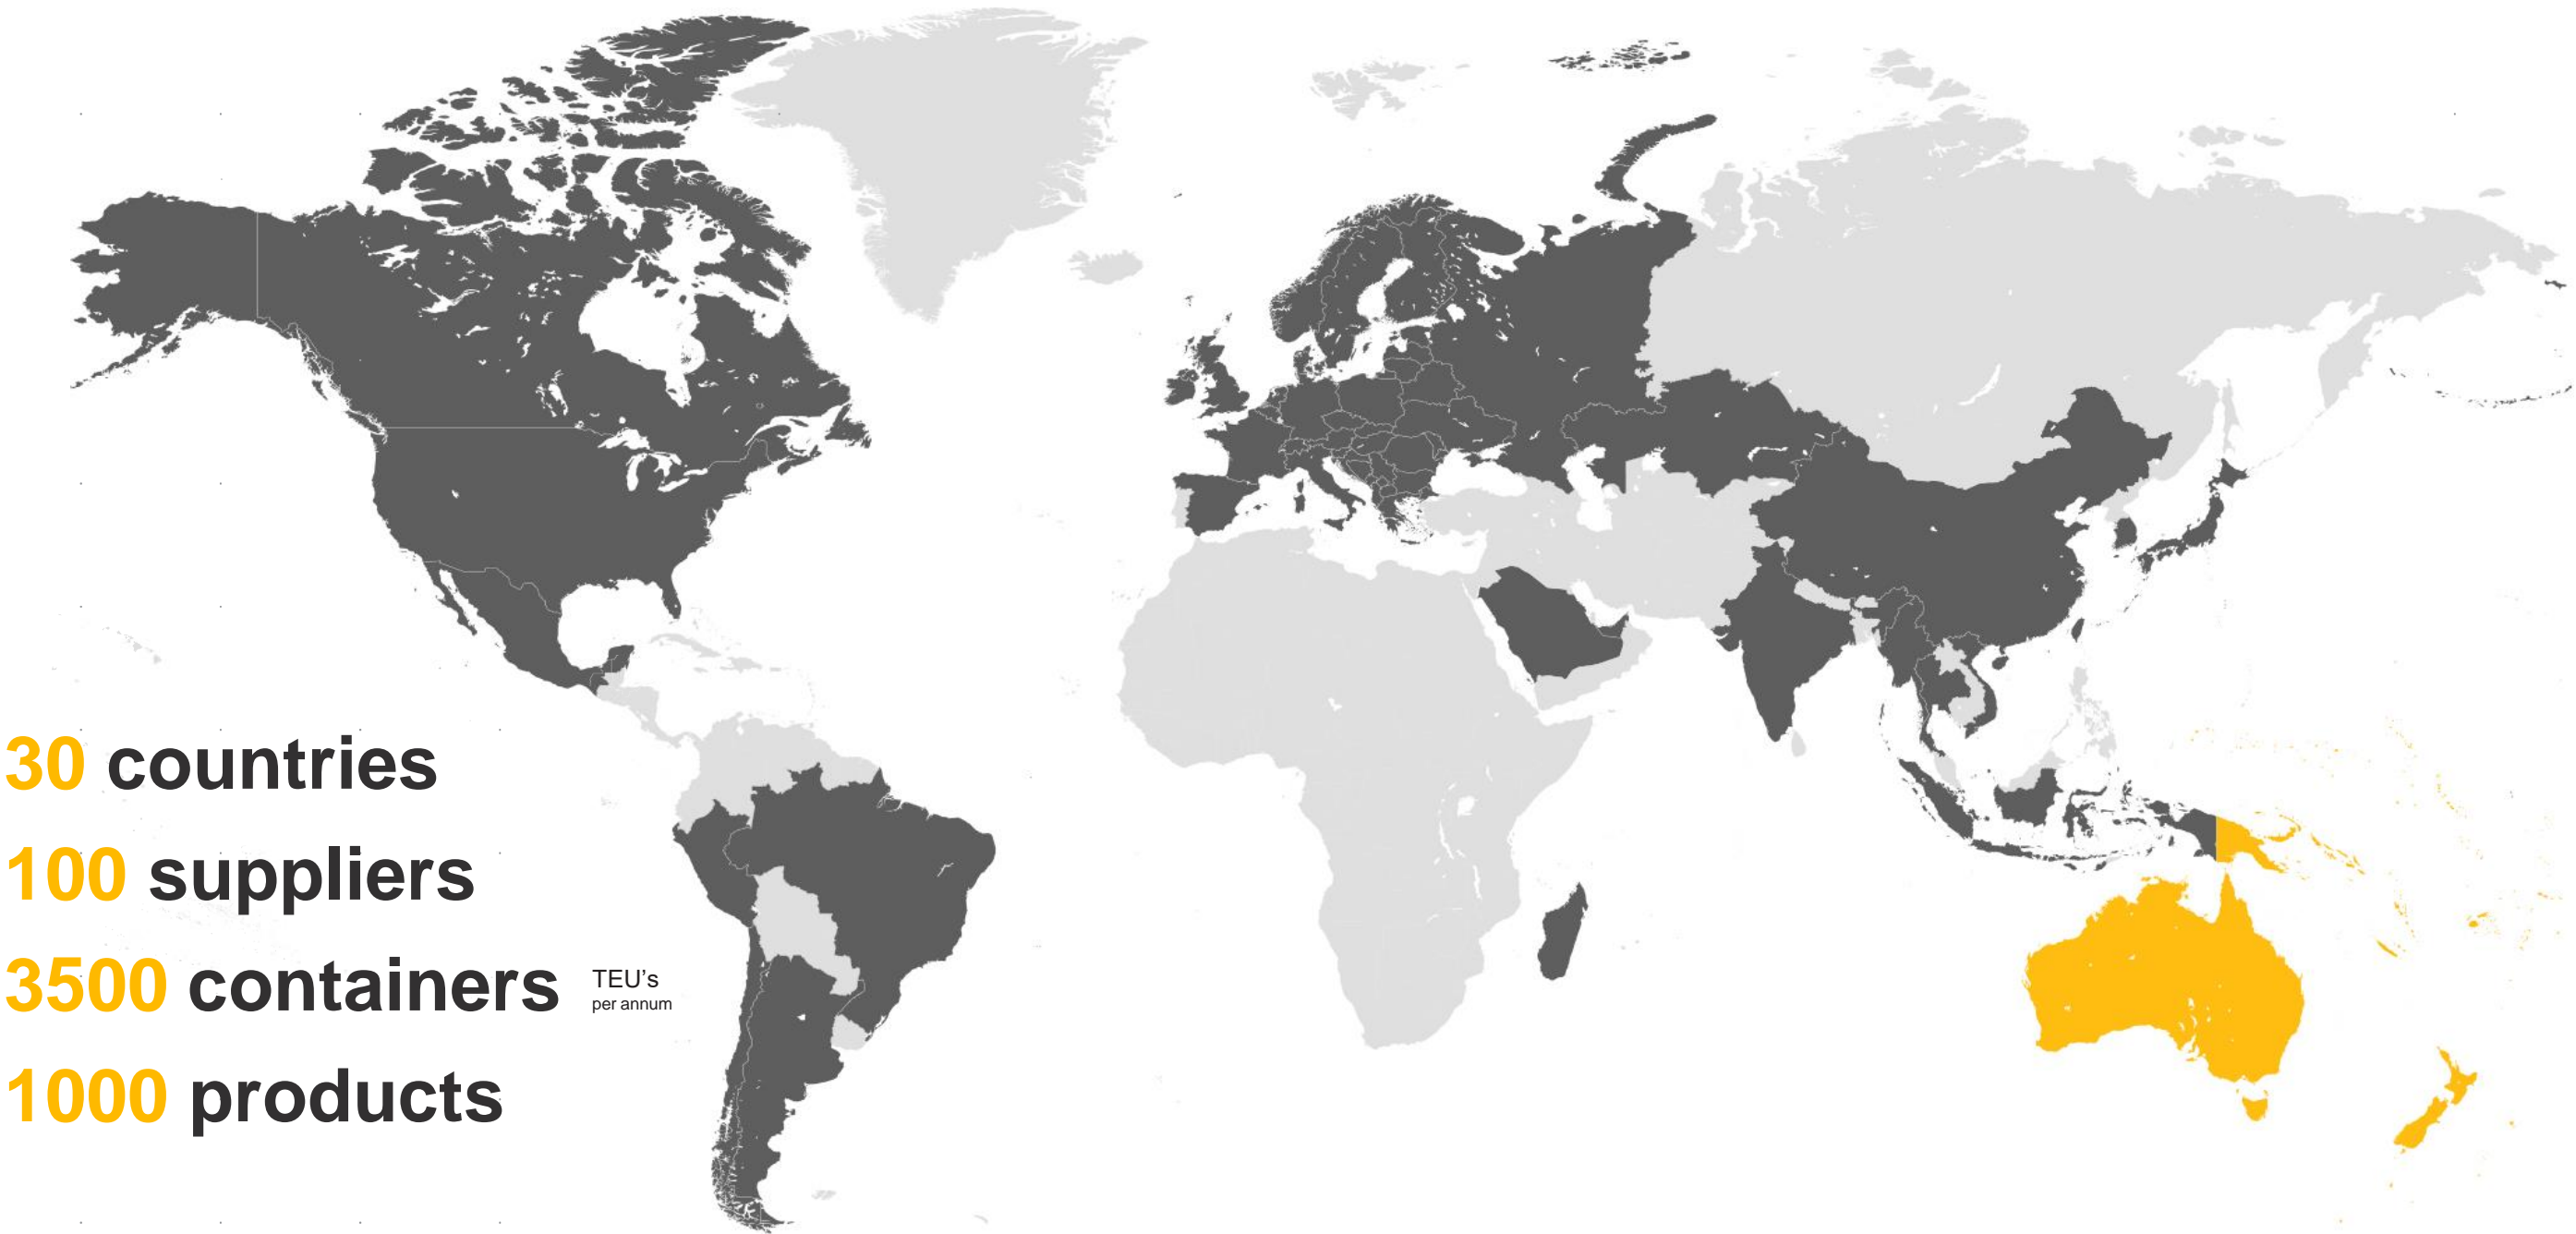 30 countries
100 suppliers
3500 containers TEU’s
per annum
1000 products